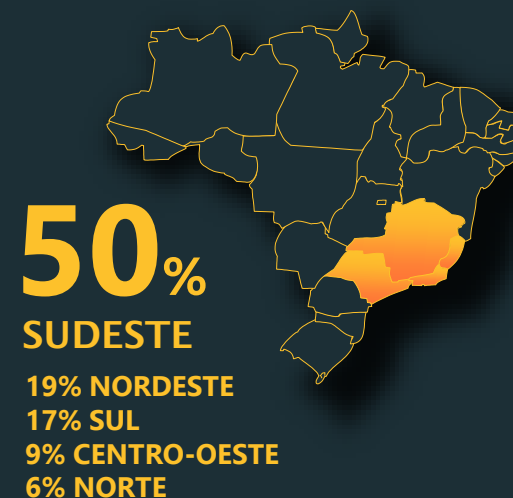 50%
SUDESTE
19% NORDESTE
17% SUL
9% CENTRO-OESTE
6% NORTE